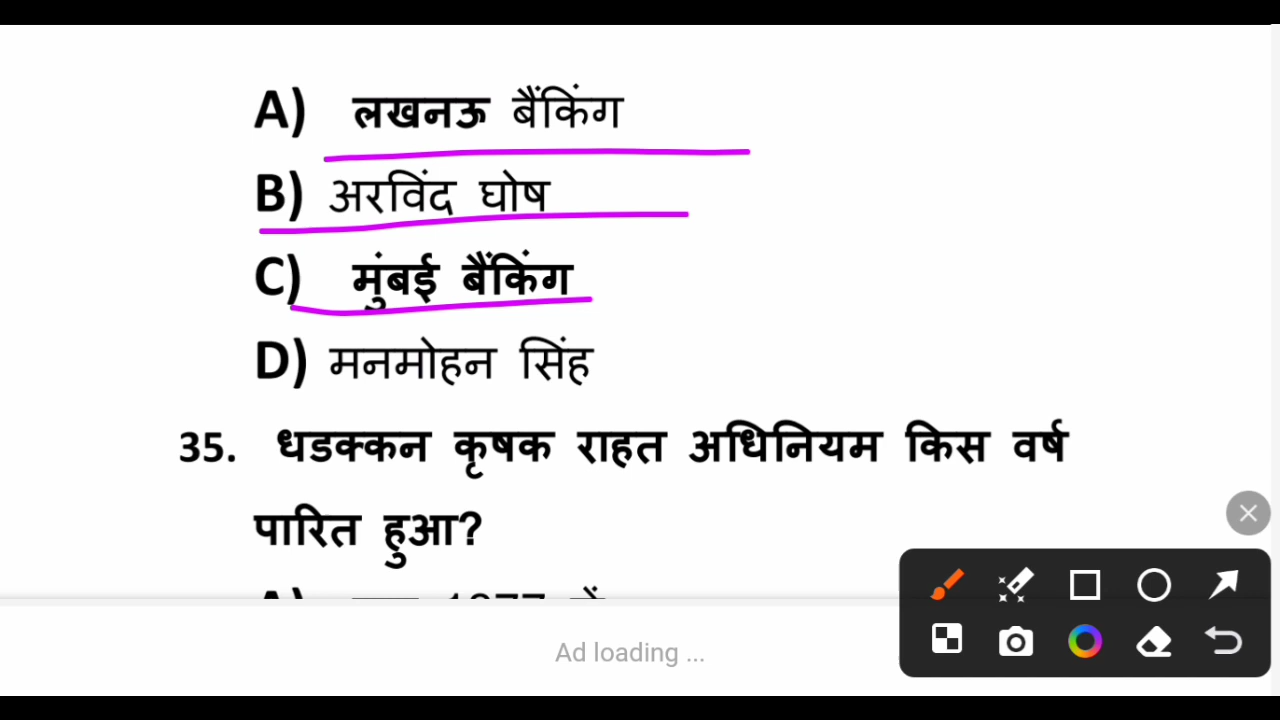 A) लखनऊ बैंकिंग
B) अरविंद घोष
C) मुंबई बैंकिंग
D) मनमोहन सिंह
35. धडक्कन कृषक राहत अधिनियम किस वर्ष
पारित हुआ?
Ad loading ...